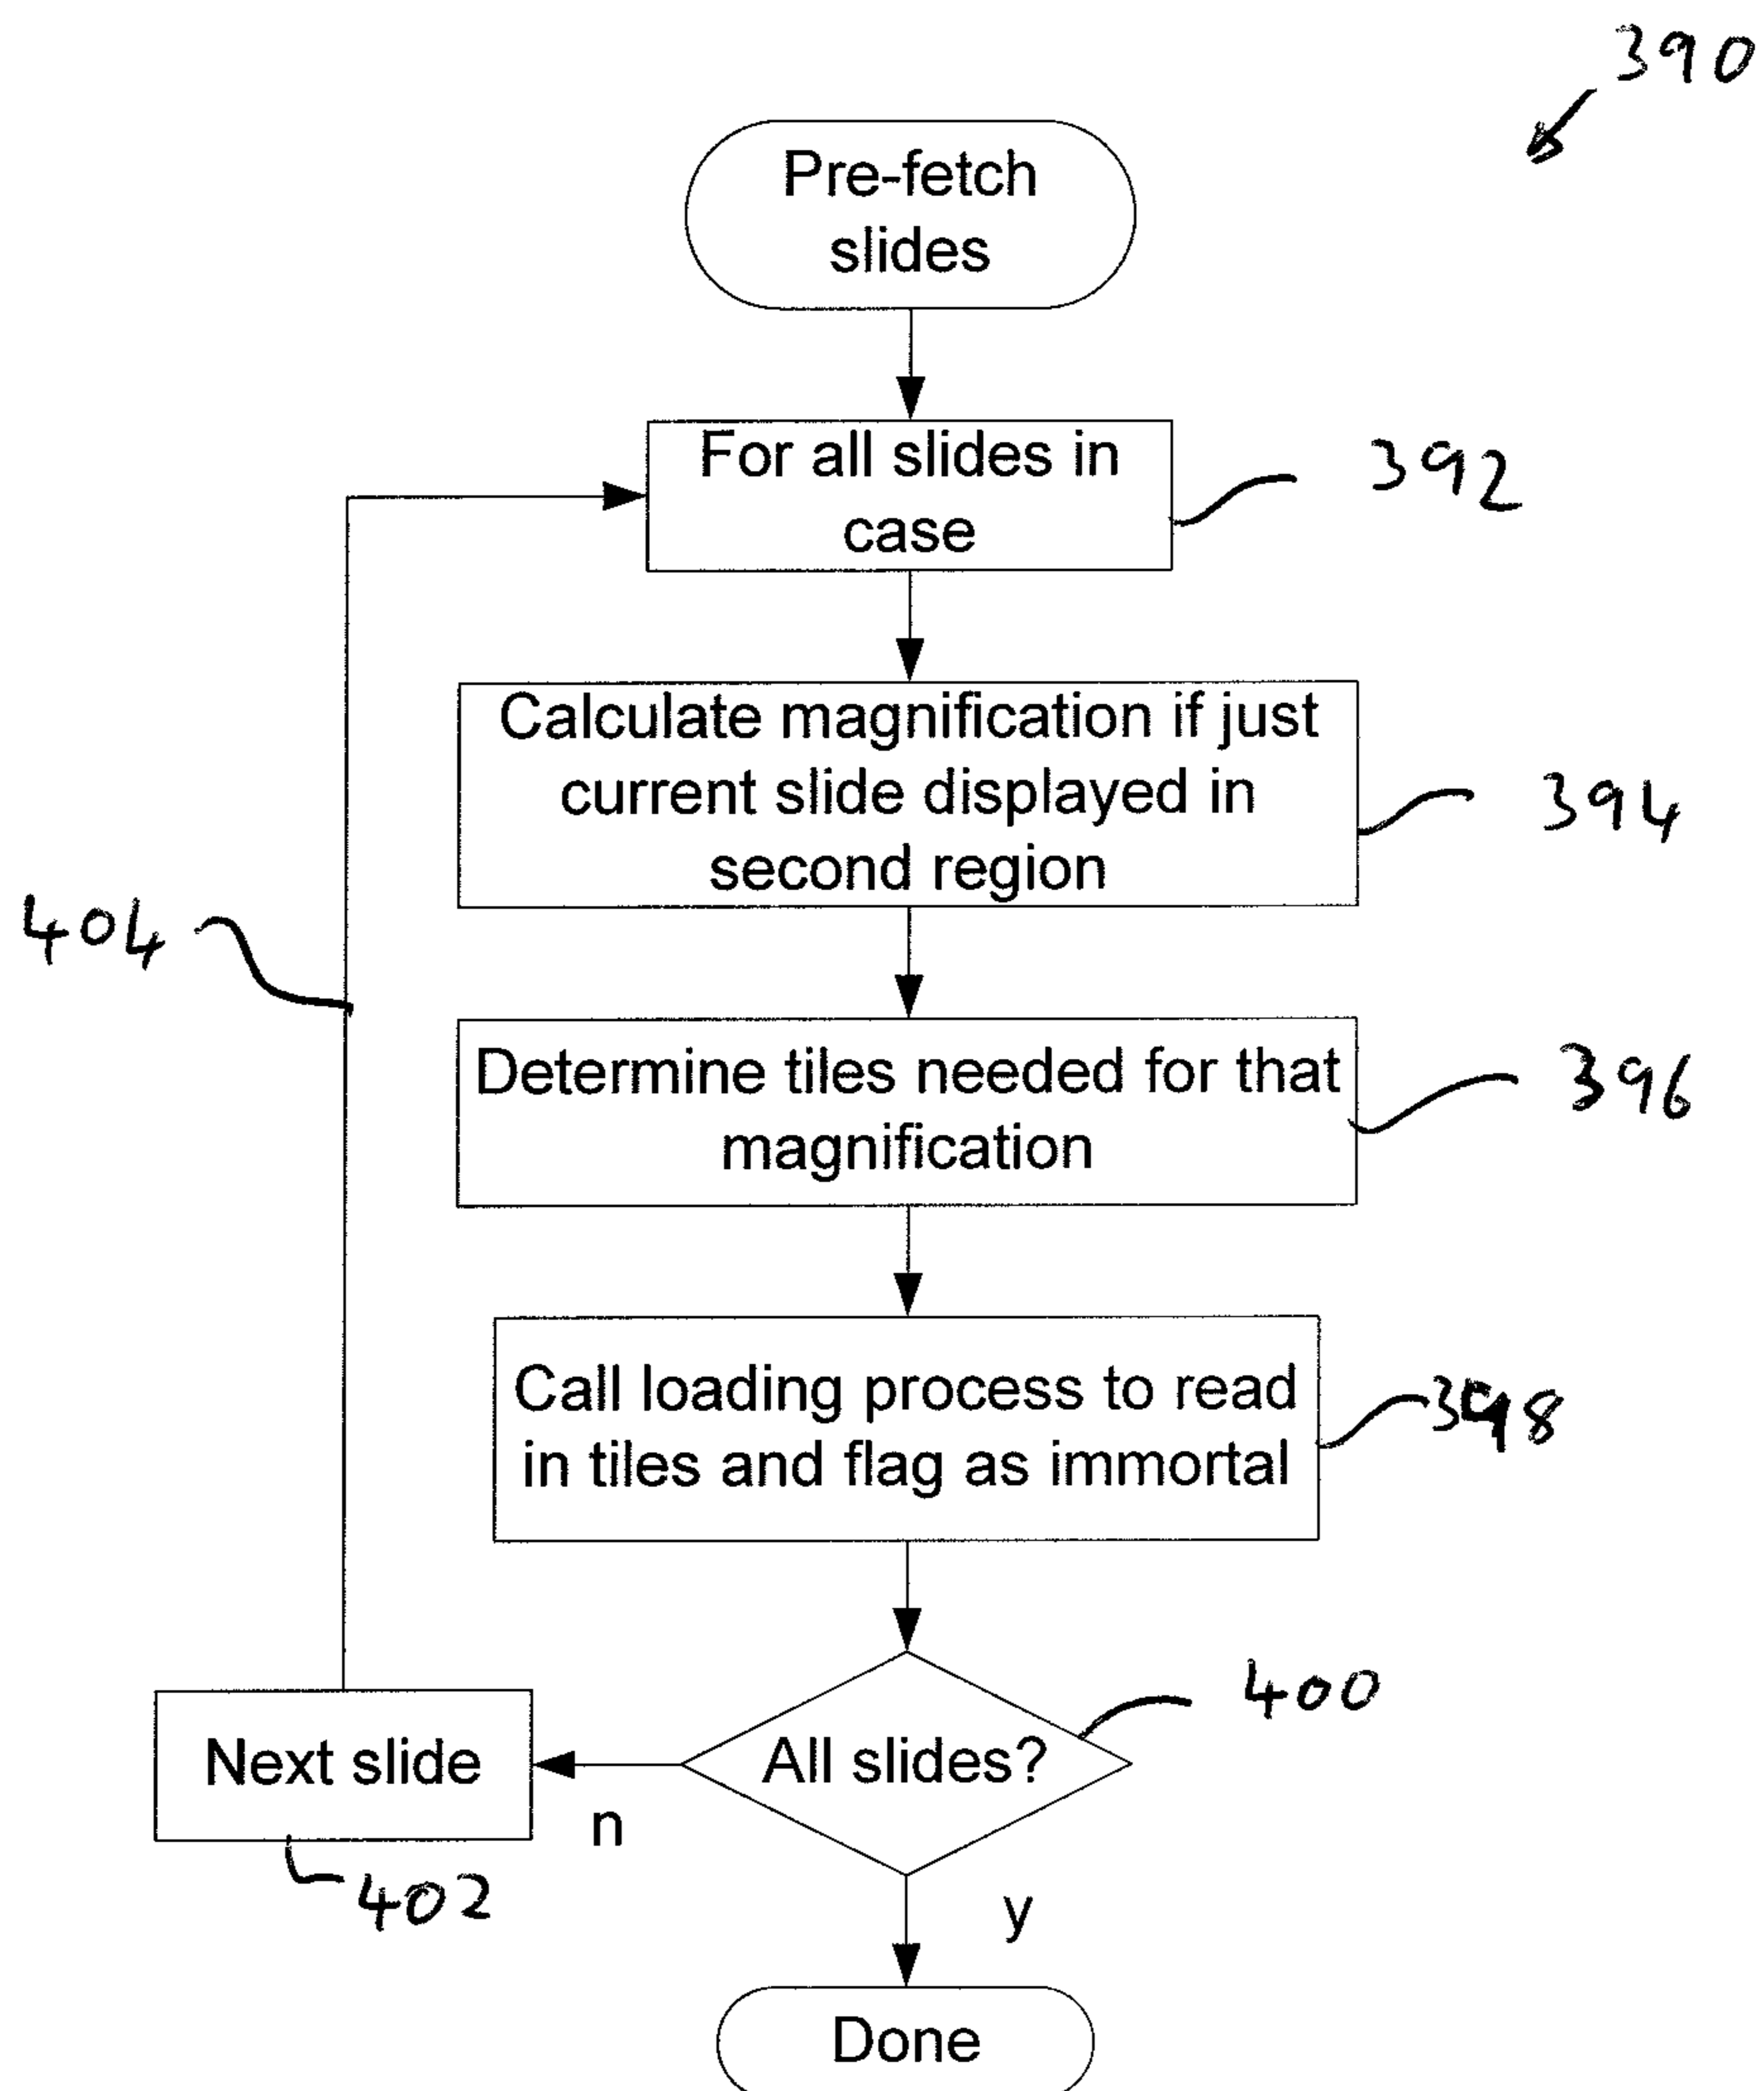 390
Pre-fetch
slides
For all slides in
case
392
Calculate magnification if just
current slide displayed in
second region
394
404
Determine tiles needed for that
magnification
396
Call loading process to read
in tiles and flag as immortal
398
400
All slides?
Next slide
n
402
y
Done